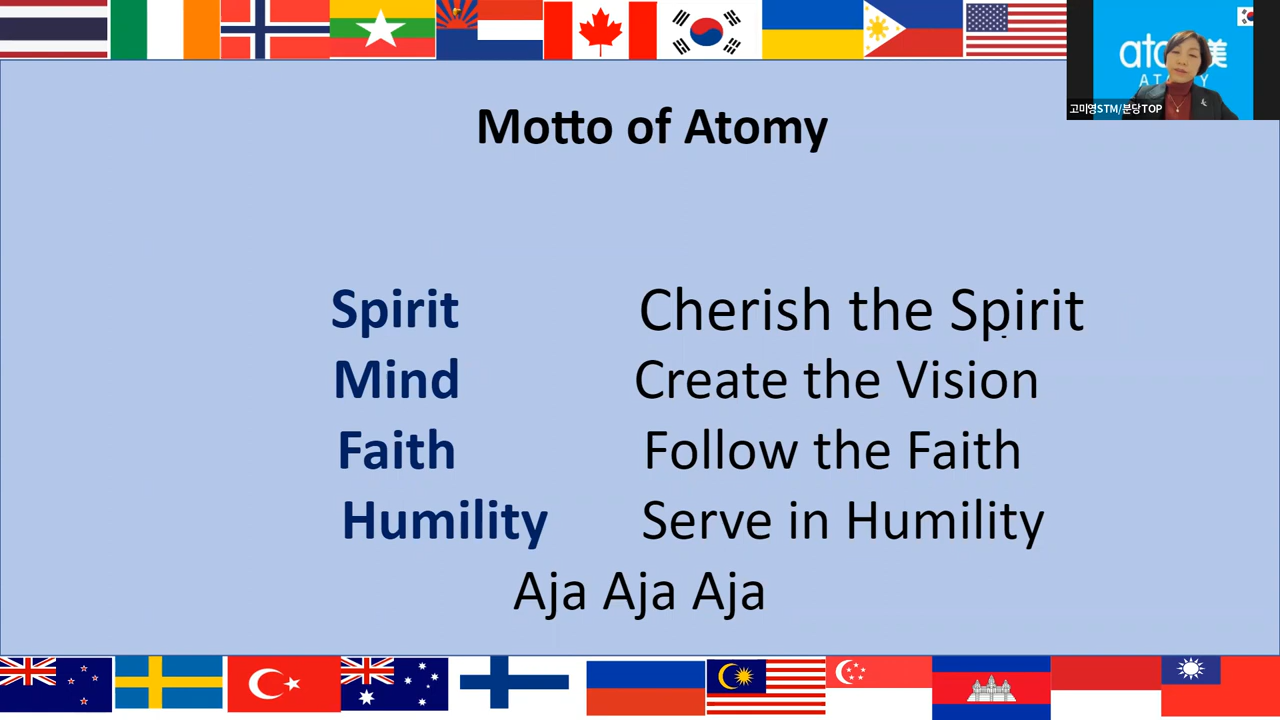 Motto of Atomy
Spirit Cherish the Spirit
Mind Create the Vision
Faith Follow the Faith
Humility Serve in Humility
Aja Aja Aja
ATOMY
고미영STM/분당TOP